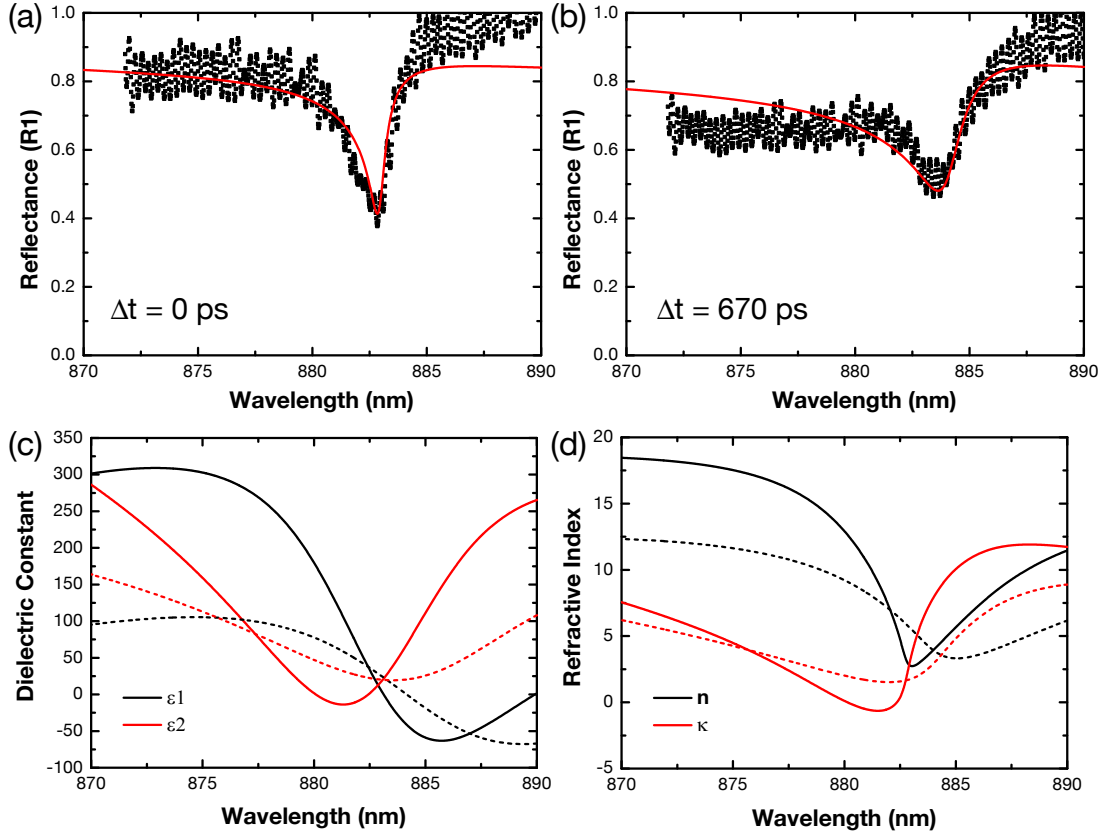 (a)
1.0
0.8
0.6
0.4
0.2
0.0
Reflectance (R1)
Δt = 0 ps
870 875 880 885 890
Wavelength (nm)
(b)
1.0
0.8
0.6
0.4
0.2
0.0
Reflectance (R1)
Δt = 670 ps
870 875 880 885 890
Wavelength (nm)
(c)
350
300
250
200
150
100
50
0
-50
-100
Dielectric Constant
ε1
ε2
870 875 880 885 890
Wavelength (nm)
(d)
20
15
10
5
0
-5
Refractive Index
n
κ
870 875 880 885 890
Wavelength (nm)